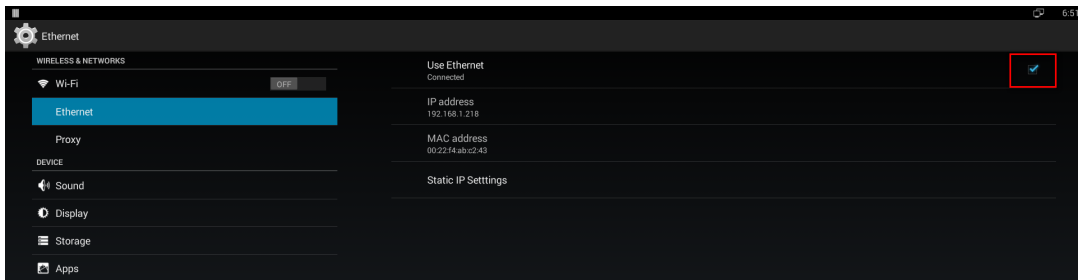 6:51
Ethernet
WIRELESS & NETWORKS
Wi-Fi
OFF
Ethernet
Proxy
DEVICE
Sound
Display
Storage
Apps
Use Ethernet
Connected
IP address
192.168.1.218
MAC address
00:22:f4:ab:c2:43
Static IP Setttings